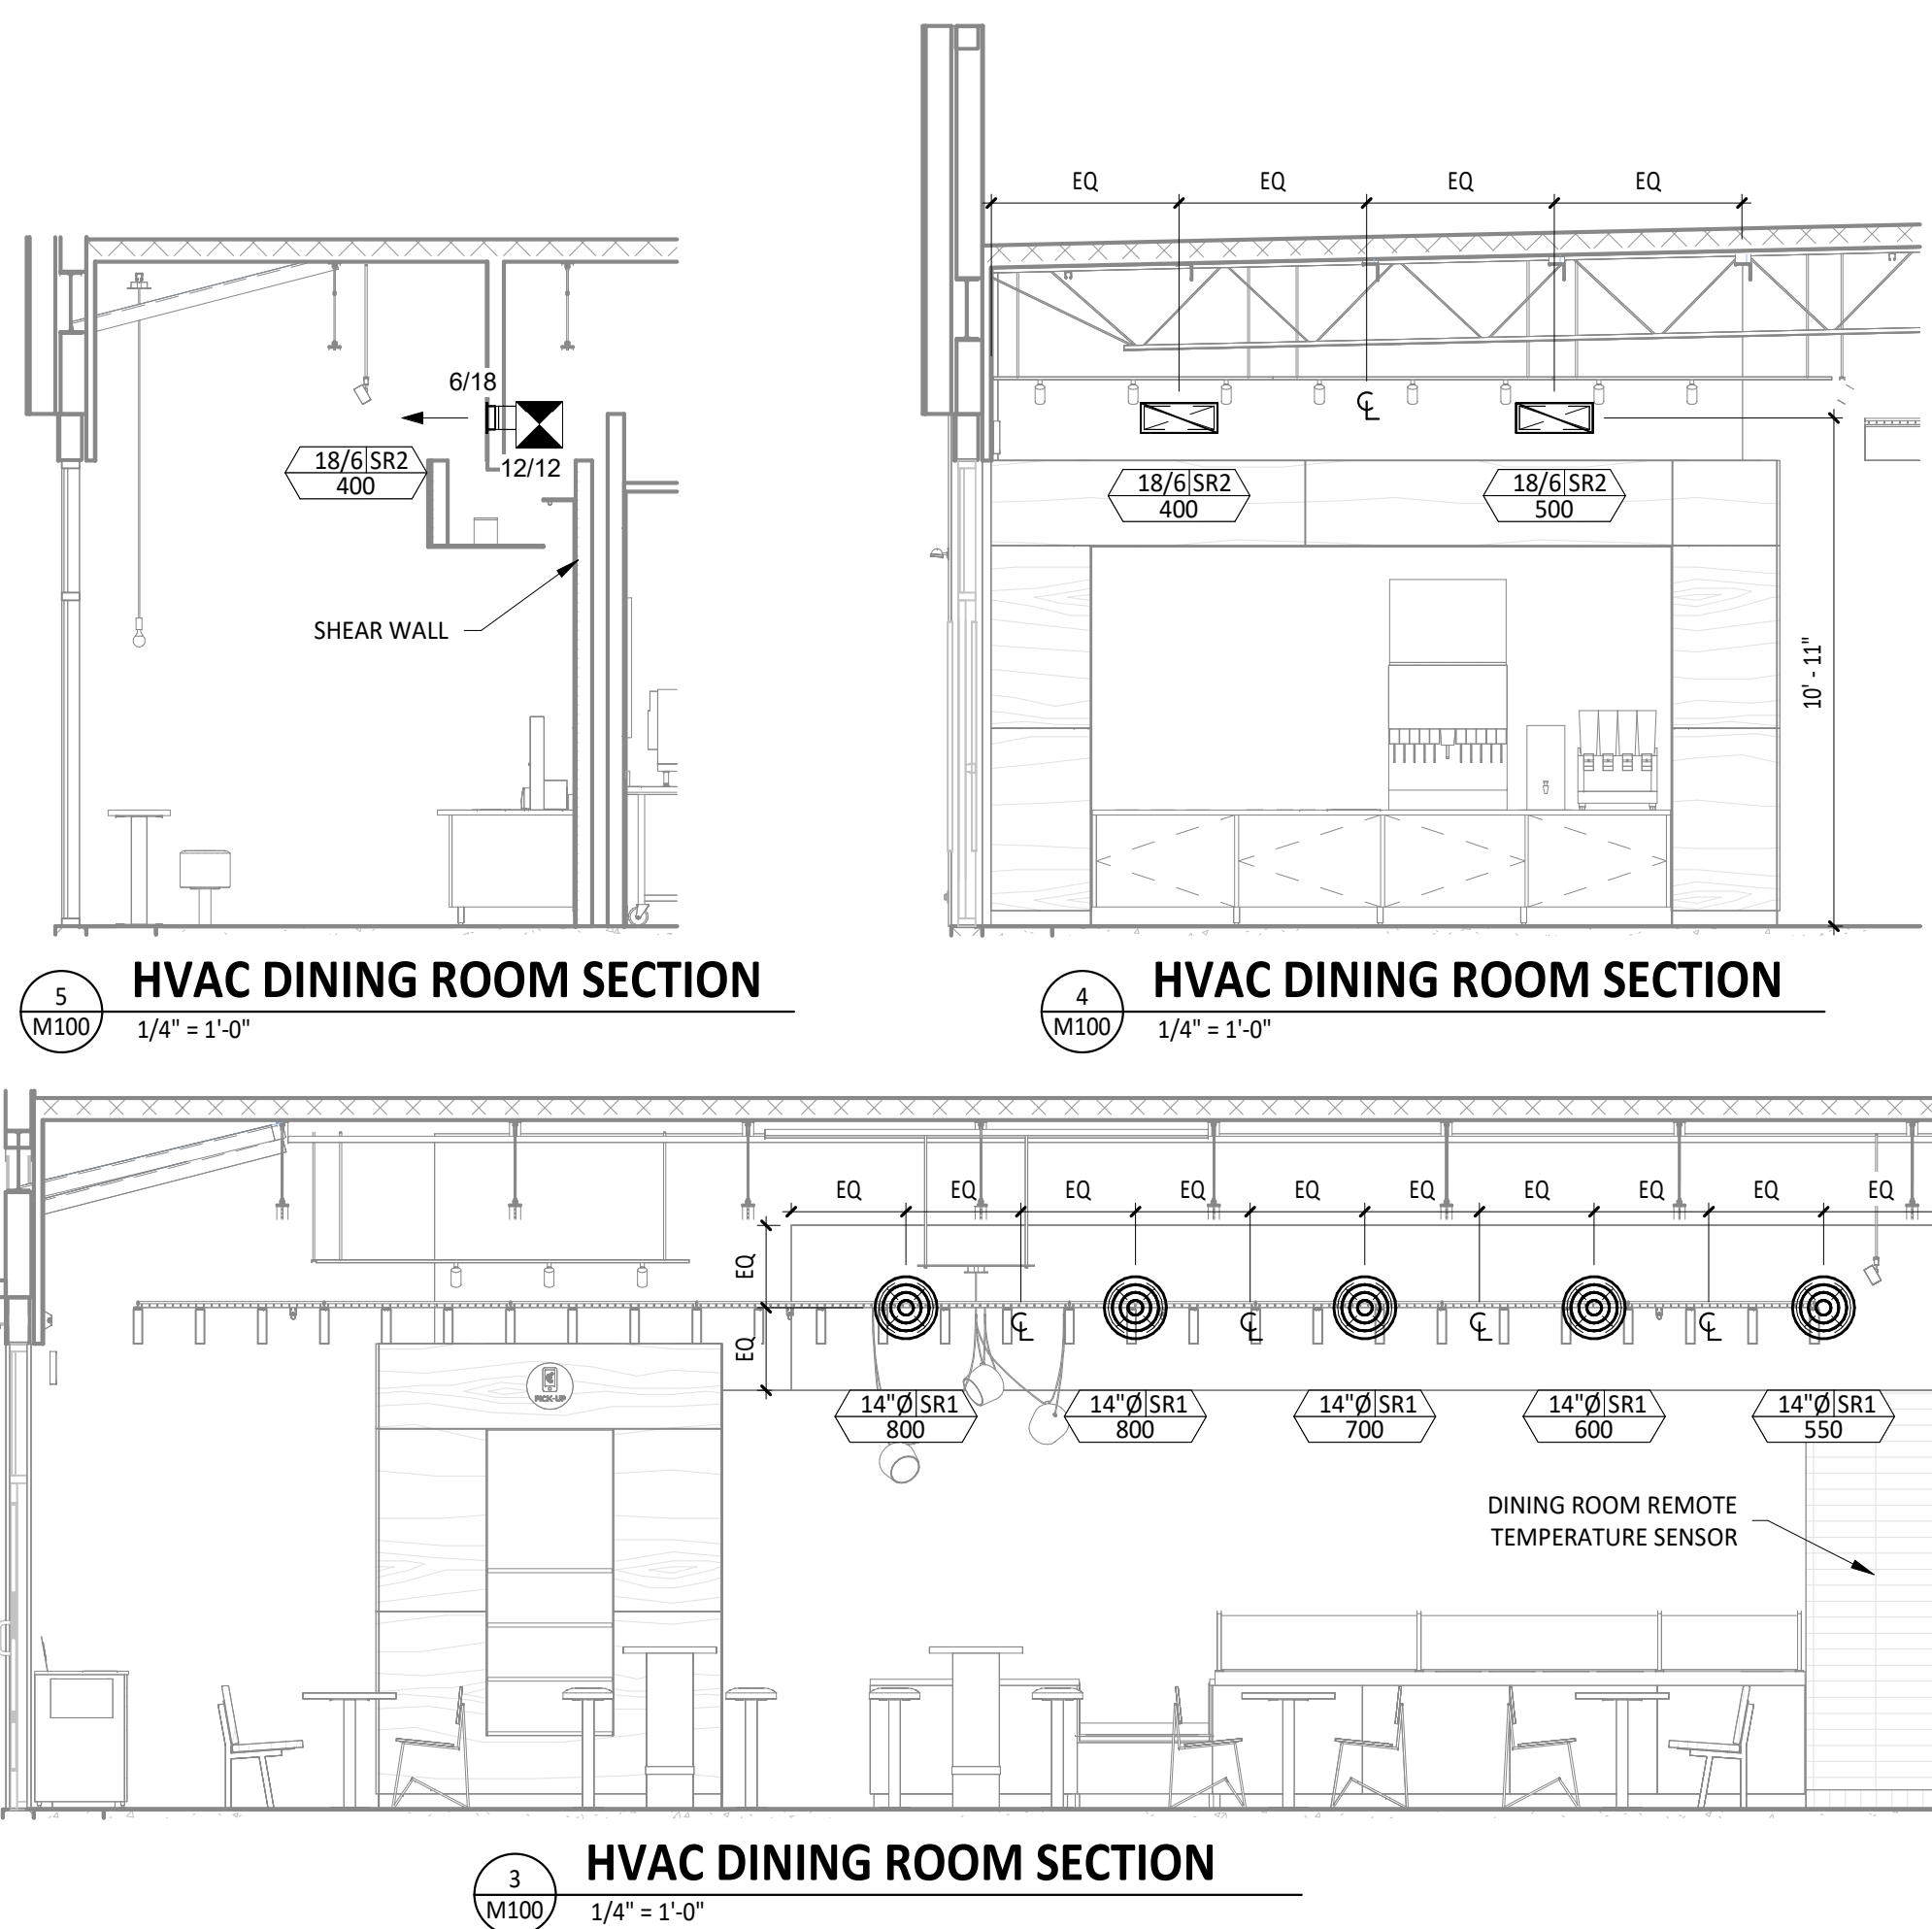 6/18
18/6 SR2
400
12/12
SHEAR WALL
5
M100
HVAC DINING ROOM SECTION
1/4" = 1'-0"
EQ EQ EQ EQ
℄
18/6 SR2
400
18/6 SR2
500
10' - 11"
4
M100
HVAC DINING ROOM SECTION
1/4" = 1'-0"
EQ EQ EQ EQ EQ EQ EQ EQ EQ EQ
EQ
EQ
℄ ℄ ℄ ℄
PICK-UP
14"Ø SR1
800
14"Ø SR1
800
14"Ø SR1
700
14"Ø SR1
600
14"Ø SR1
550
DINING ROOM REMOTE
TEMPERATURE SENSOR
3
M100
HVAC DINING ROOM SECTION
1/4" = 1'-0"